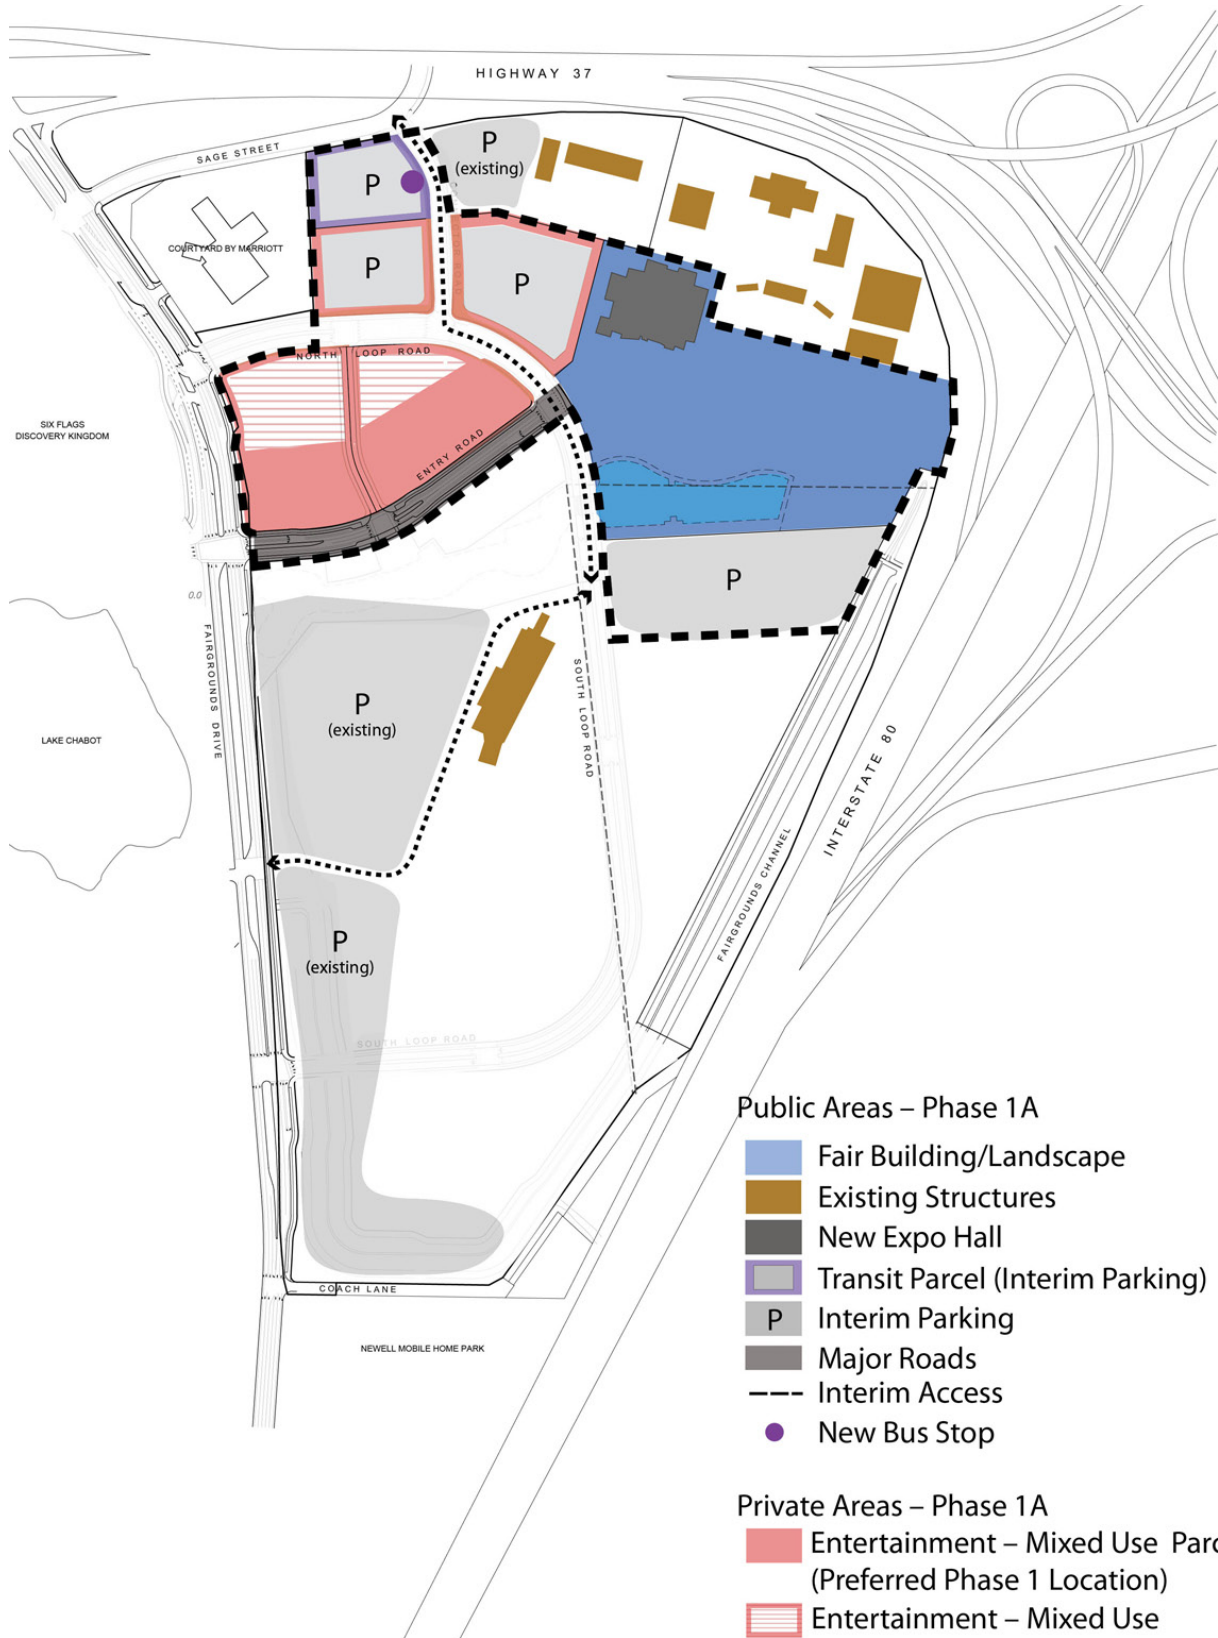 HIGHWAY 37
SAGE STREET
P
(existing)
P
COURTYARD BY MARRIOTT
P
P
NORTH LOOP ROAD
SIX FLAGS
DISCOVERY KINGDOM
ENTRY ROAD
P
0.0
FAIRGROUNDS DRIVE
SOUTH LOOP ROAD
P
(existing)
LAKE CHABOT
INTERSTATE 80
FAIRGROUNDS CHANNEL
P
(existing)
SOUTH LOOP ROAD
COACH LANE
NEWELL MOBILE HOME PARK
Public Areas – Phase 1A
Fair Building/Landscape
Existing Structures
New Expo Hall
Transit Parcel (Interim Parking)
P Interim Parking
Major Roads
Interim Access
New Bus Stop
Private Areas – Phase 1A
Entertainment – Mixed Use Parc
(Preferred Phase 1 Location)
Entertainment – Mixed Use